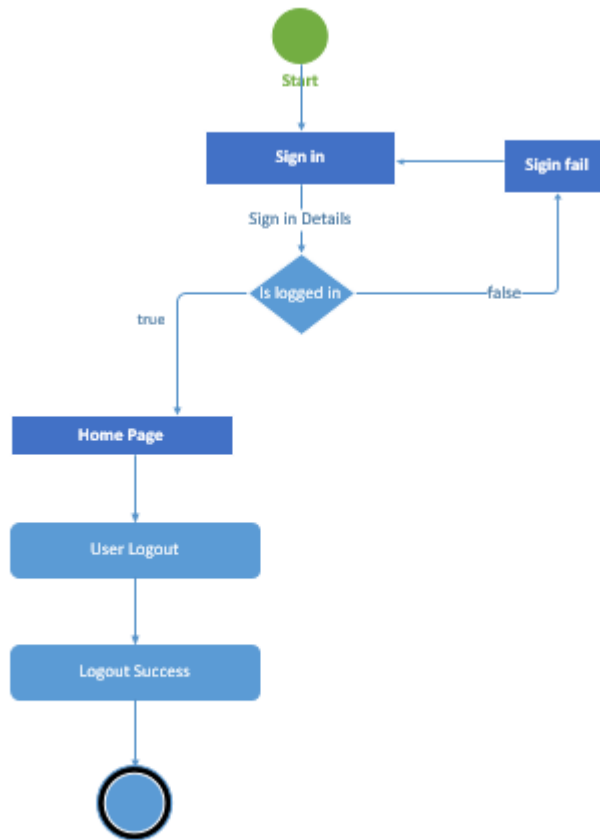 Start
Sign in
Sigin fail
Sign in Details
Is logged in
false
true
Home Page
User Logout
Logout Success